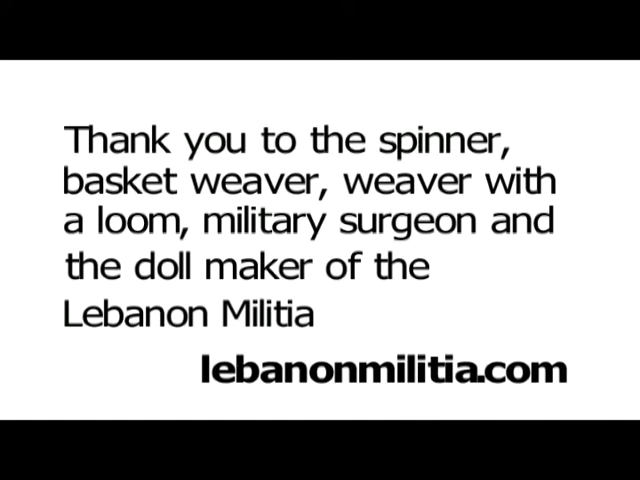 Thank you to the spinner,
basket weaver, weaver with
a loom, military surgeon and
the doll maker of the
Lebanon Militia
lebanonmilitia.com